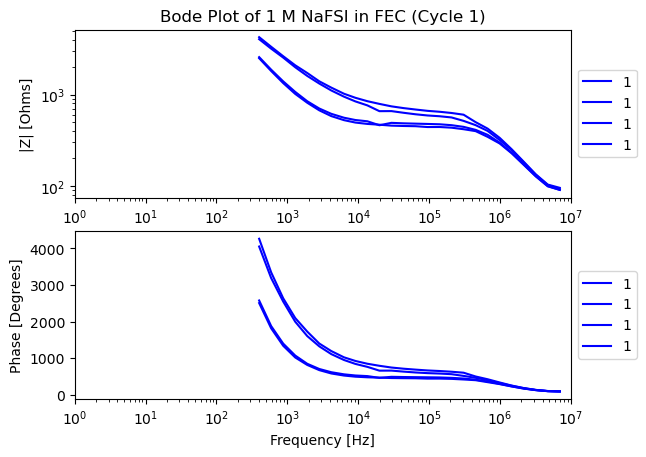 Bode Plot of 1 M NaFSI in FEC (Cycle 1)
|Z| [Ohms]
10³
10²
10⁰ 10¹ 10² 10³ 10⁴ 10⁵ 10⁶ 10⁷
1
1
1
1
Phase [Degrees]
4000
3000
2000
1000
0
10⁰ 10¹ 10² 10³ 10⁴ 10⁵ 10⁶ 10⁷
Frequency [Hz]
1
1
1
1